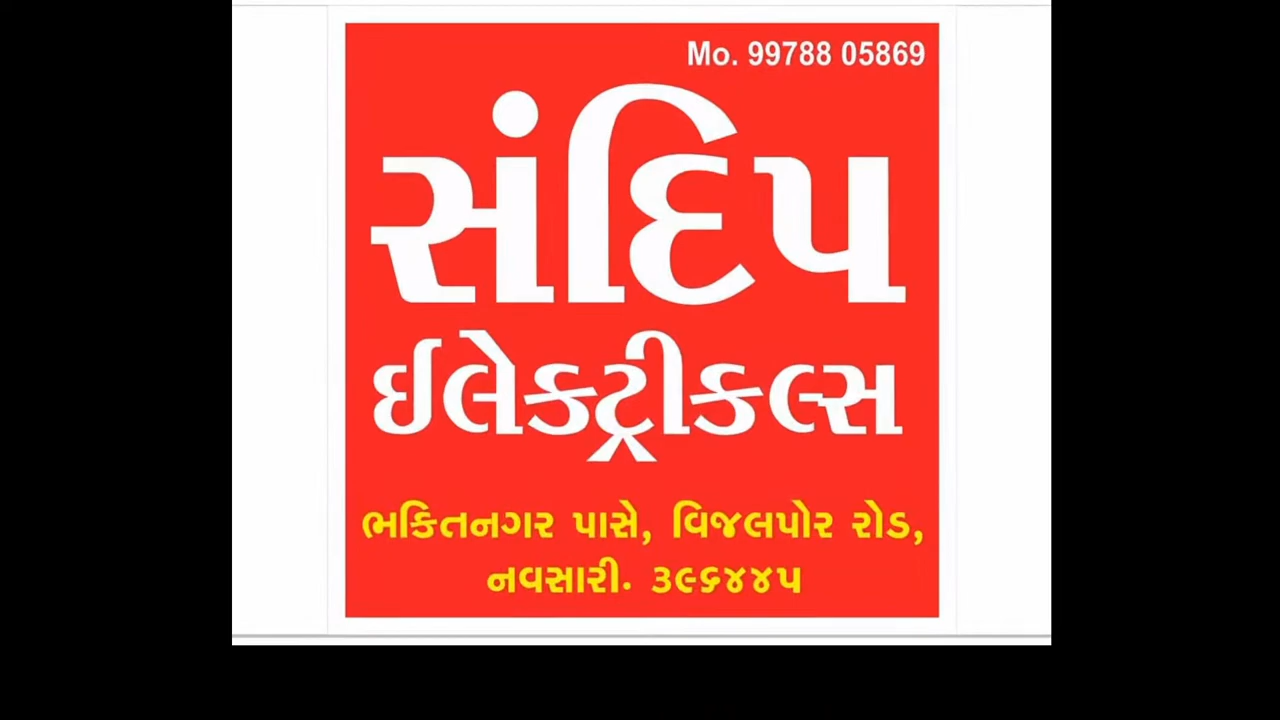 Mo. 99788 05869
સંદિપ
ઈલેક્ટ્રીકલ્સ
ભકિતનગર પાસે, વિજલપોર રોડ,
નવસારી. ૩૯૬૪૪૫